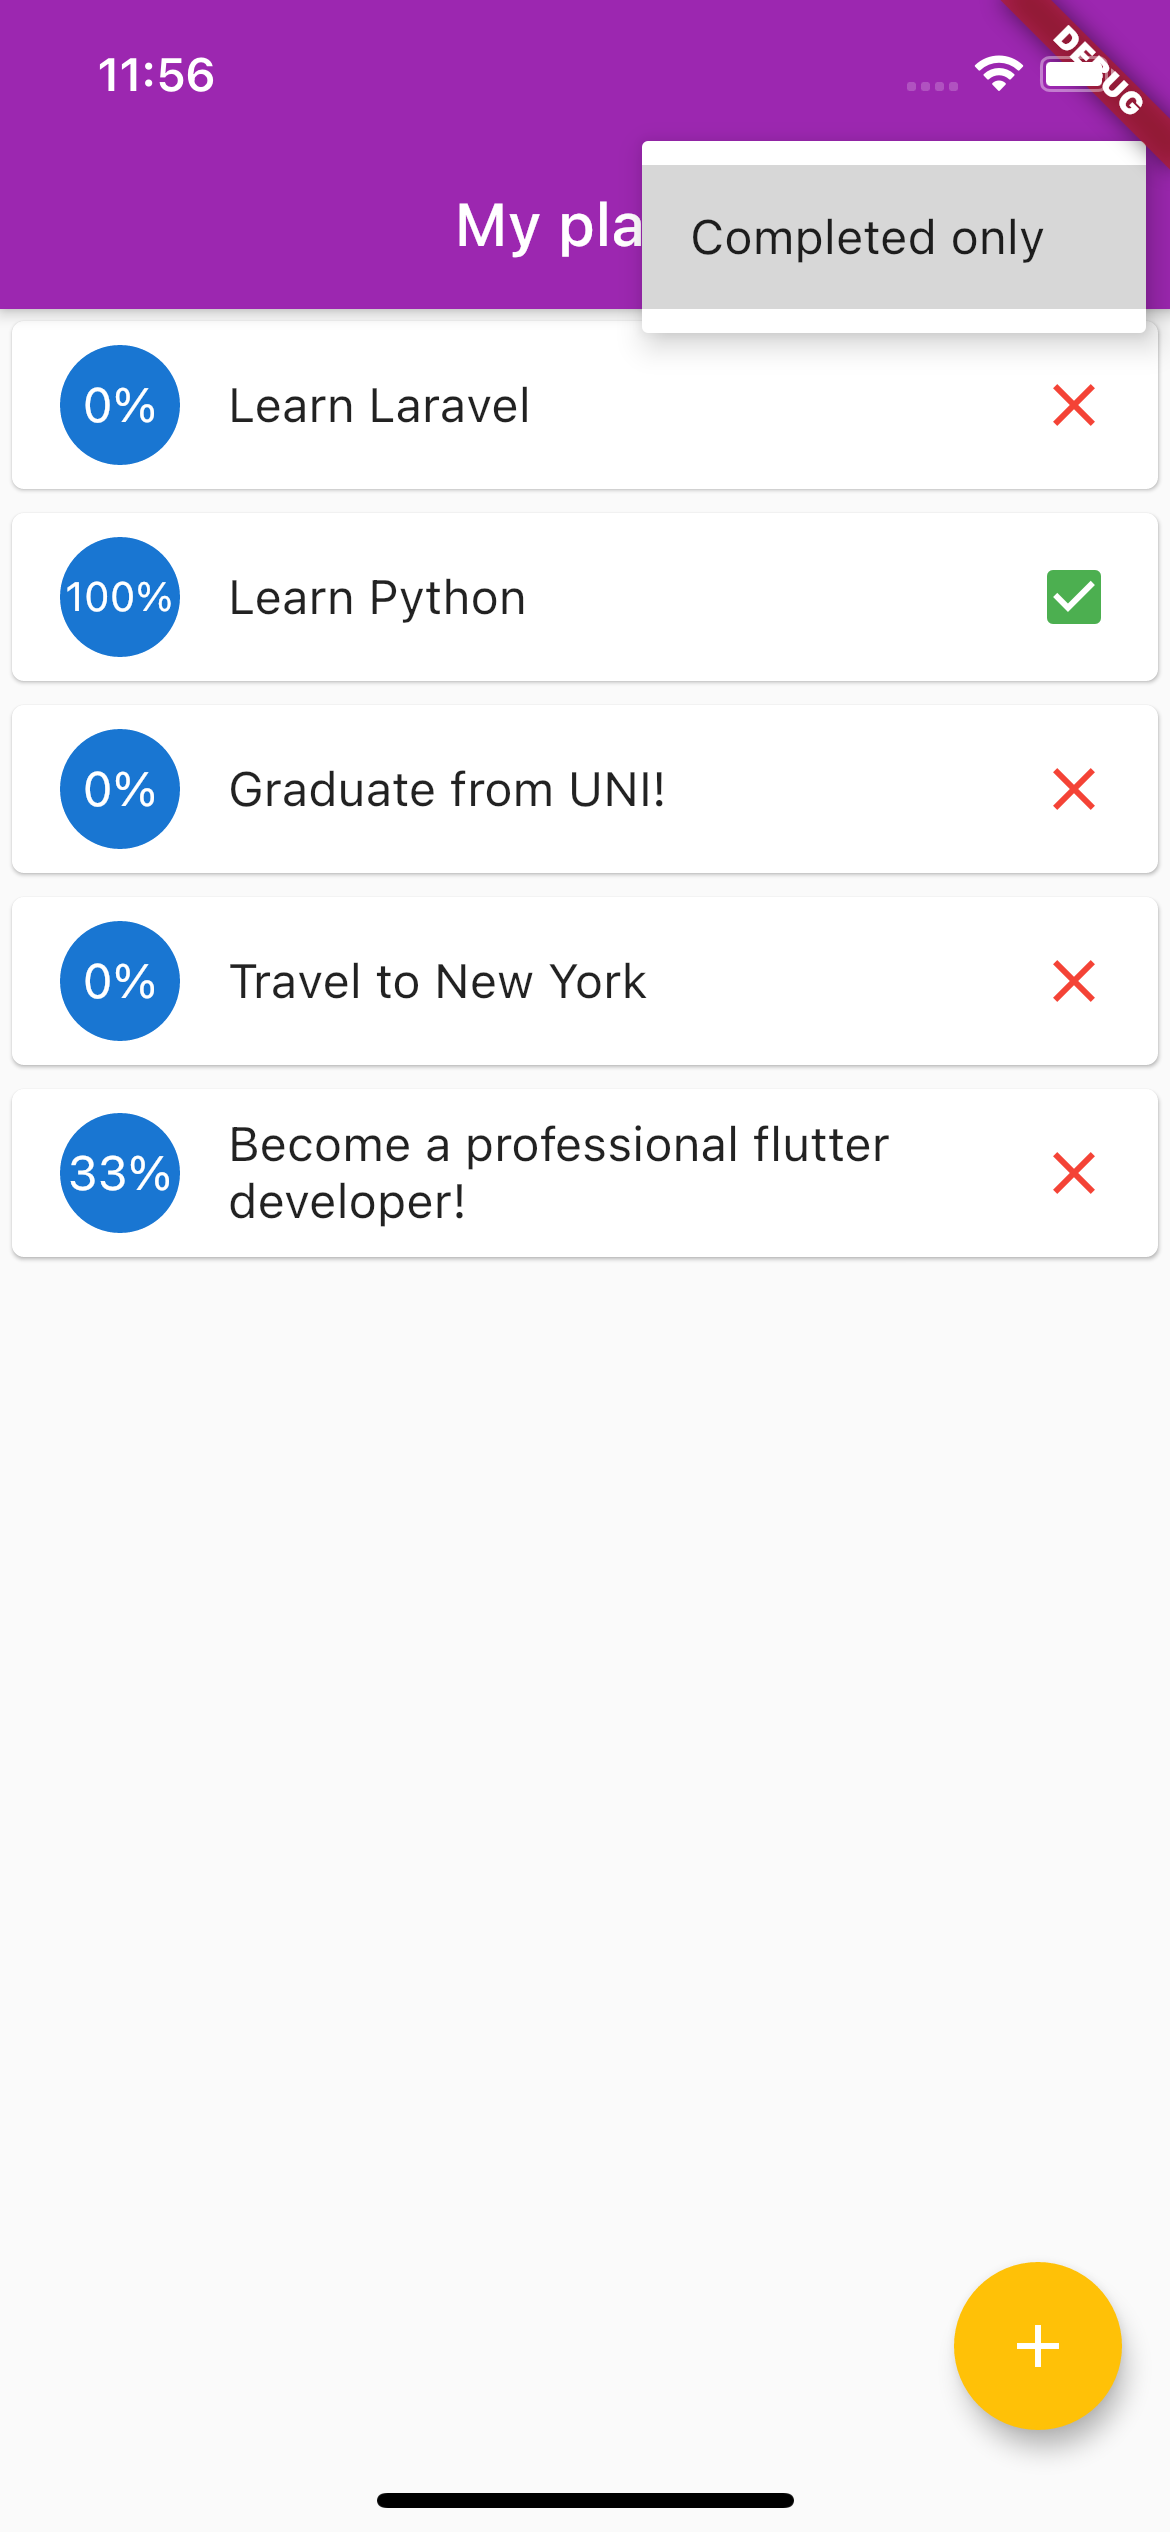 11:56
DEBUG
My pla
Completed only
0% Learn Laravel
100% Learn Python
0% Graduate from UNI!
0% Travel to New York
33% Become a professional flutter
developer!